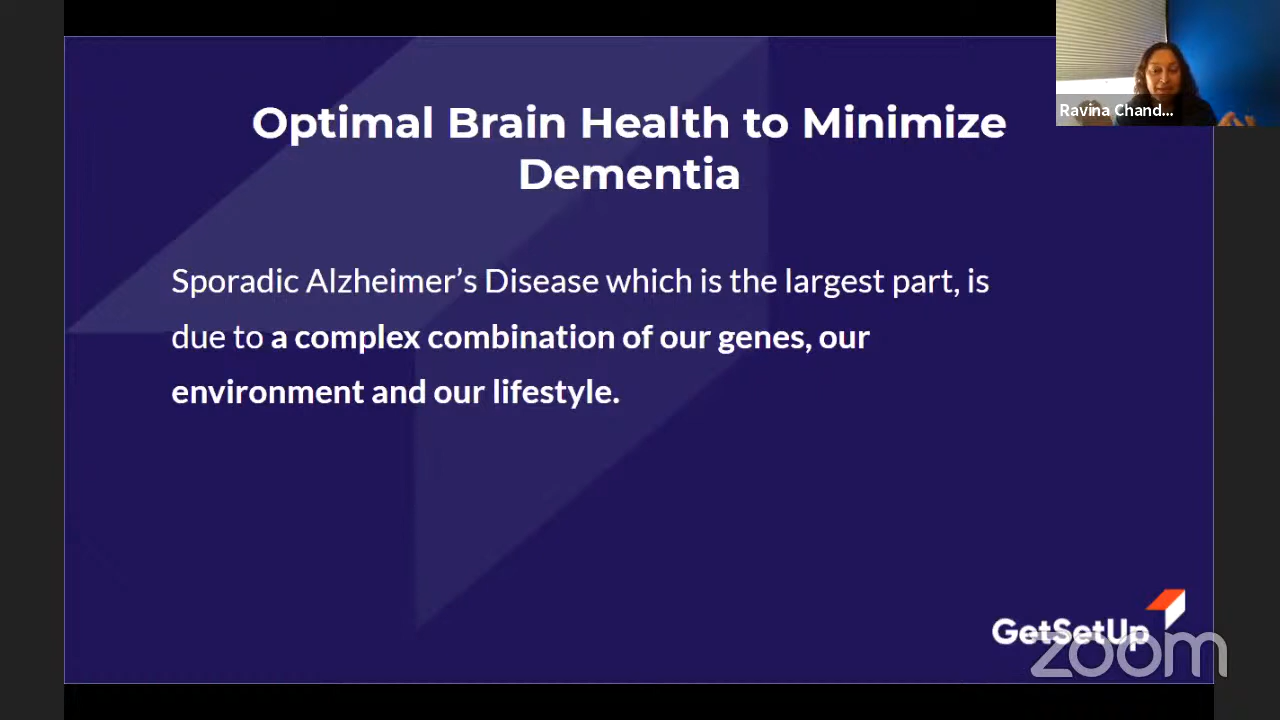 Optimal Brain Health to Minimize
Dementia
Ravina Chand...
Sporadic Alzheimer’s Disease which is the largest part, is
due to a complex combination of our genes, our
environment and our lifestyle.
GetSetUp
zoom